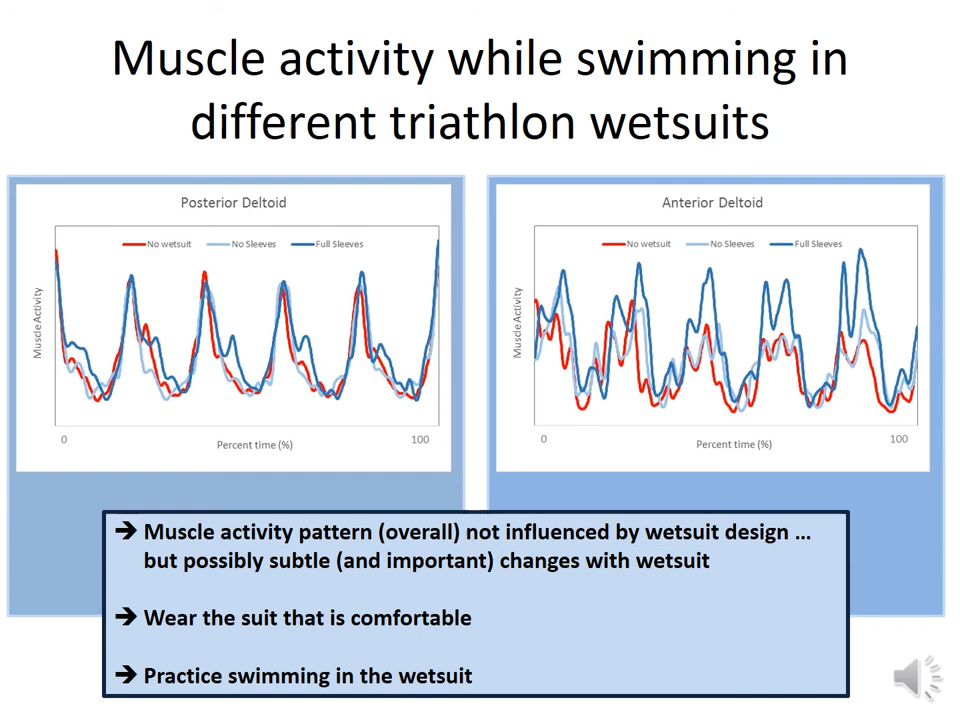 Muscle activity while swimming in
different triathlon wetsuits
Posterior Deltoid
No wetsuit No Sleeves Full Sleeves
Muscle Activity
0 100
Percent time (%)
Anterior Deltoid
No wetsuit No Sleeves Full Sleeves
Muscle Activity
0 100
Percent time (%)
➔ Muscle activity pattern (overall) not influenced by wetsuit design ...
but possibly subtle (and important) changes with wetsuit
➔ Wear the suit that is comfortable
➔ Practice swimming in the wetsuit